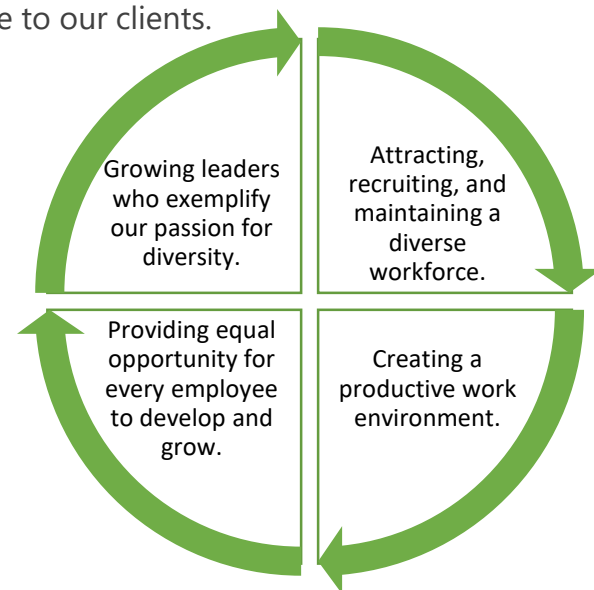 e to our clients.
Growing leaders
who exemplify
our passion for
diversity.
Attracting,
recruiting, and
maintaining a
diverse
workforce.
Providing equal
opportunity for
every employee
to develop and
grow.
Creating a
productive work
environment.